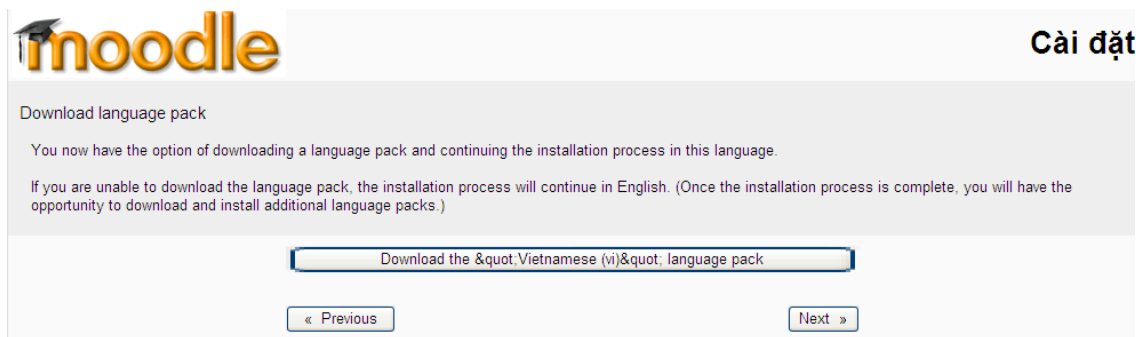 moodle
Cài đặt
Download language pack
You now have the option of downloading a language pack and continuing the installation process in this language.
If you are unable to download the language pack, the installation process will continue in English. (Once the installation process is complete, you will have the
opportunity to download and install additional language packs.)
Download the &quot;Vietnamese (vi)&quot; language pack
« Previous
Next »